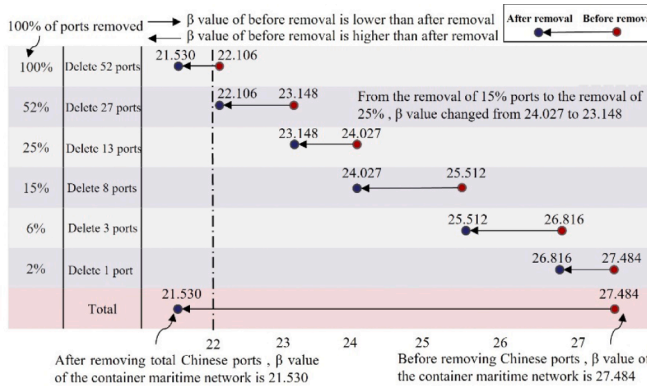 100% of ports removed
β value of before removal is lower than after removal
β value of before removal is higher than after removal
After removal Before remov
100% Delete 52 ports 21.530 22.106
52% Delete 27 ports 22.106 23.148
From the removal of 15% ports to the removal of
25% , β value changed from 24.027 to 23.148
25% Delete 13 ports 23.148 24.027
15% Delete 8 ports 24.027 25.512
6% Delete 3 ports 25.512 26.816
2% Delete 1 port 26.816 27.484
Total 21.530 27.484
22 23 24 25 26 27
After removing total Chinese ports , β value
of the container maritime network is 21.530
Before removing Chinese ports , β value of
the container maritime network is 27.484